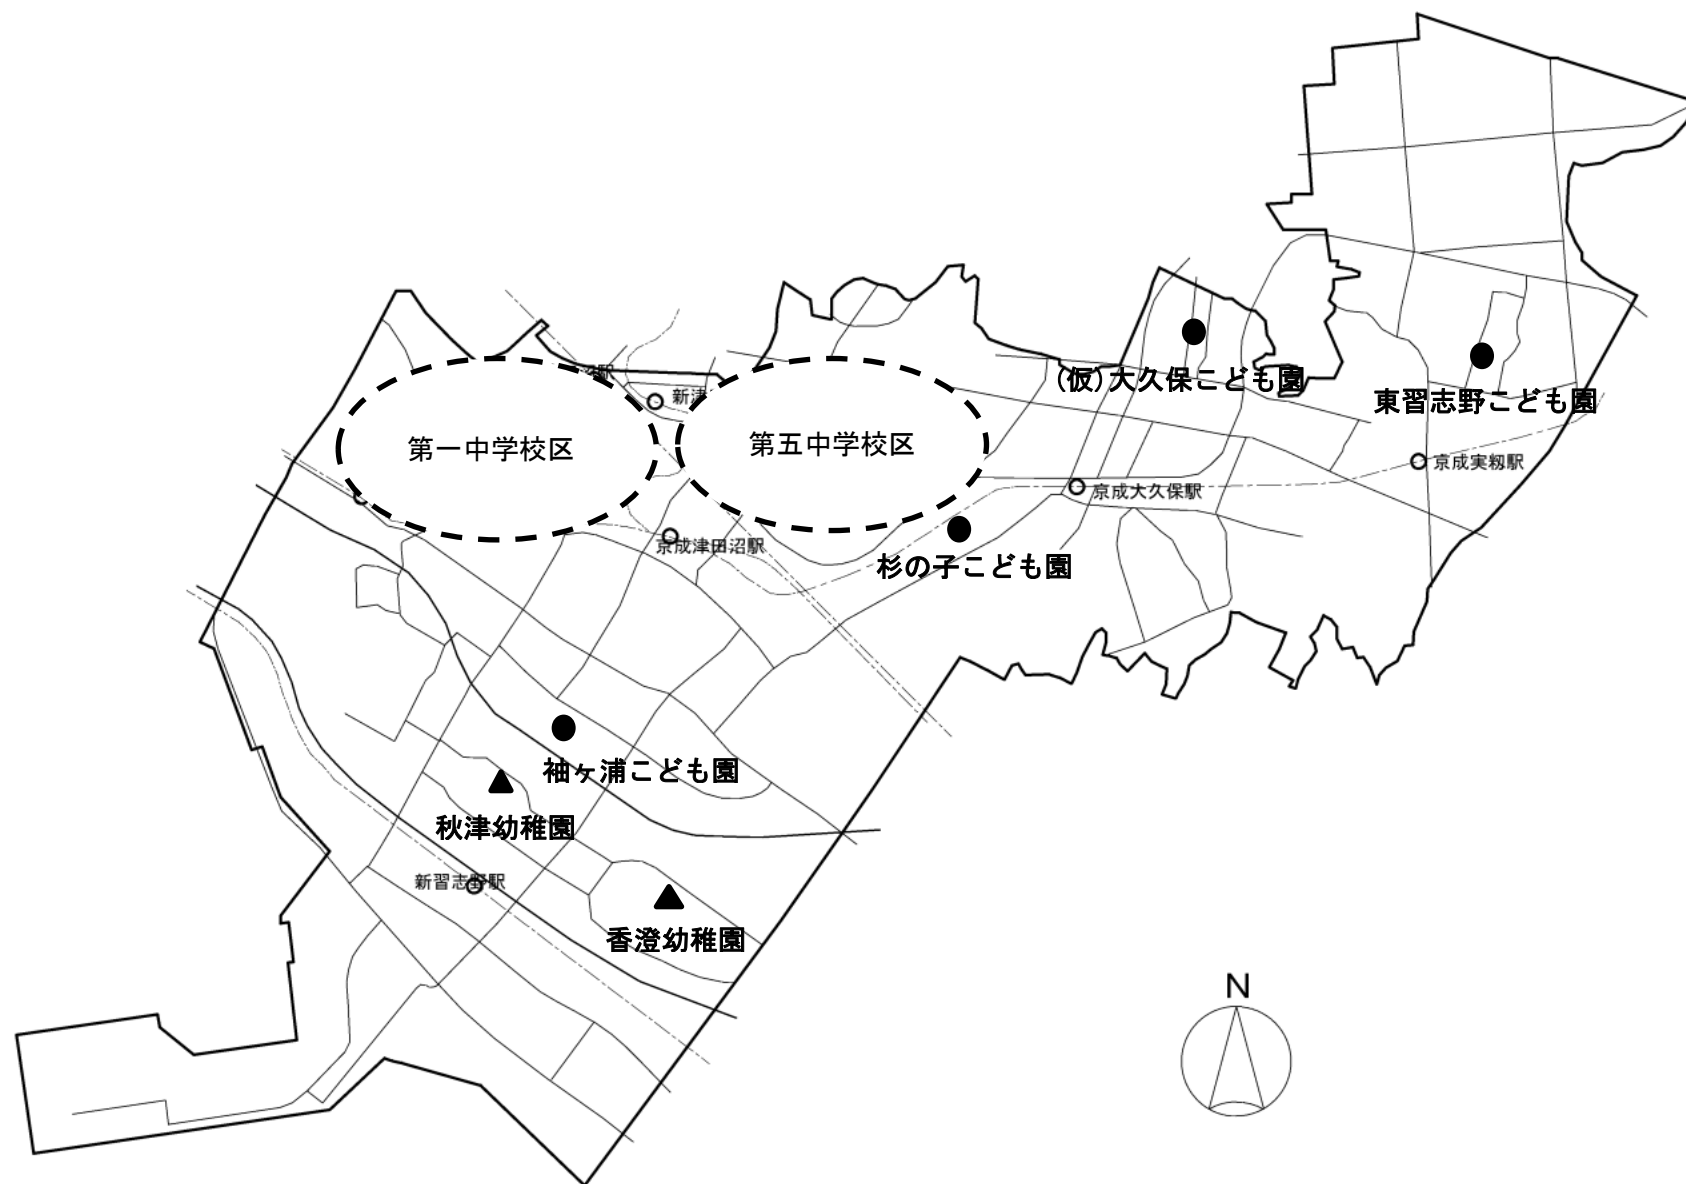 (仮)大久保こども園
東習志野こども園
新津
駅
第一中学校区
第五中学校区
京成実籾駅
京成大久保駅
京成津田沼駅
杉の子こども園
袖ヶ浦こども園
秋津幼稚園
新習志野駅
香澄幼稚園
N